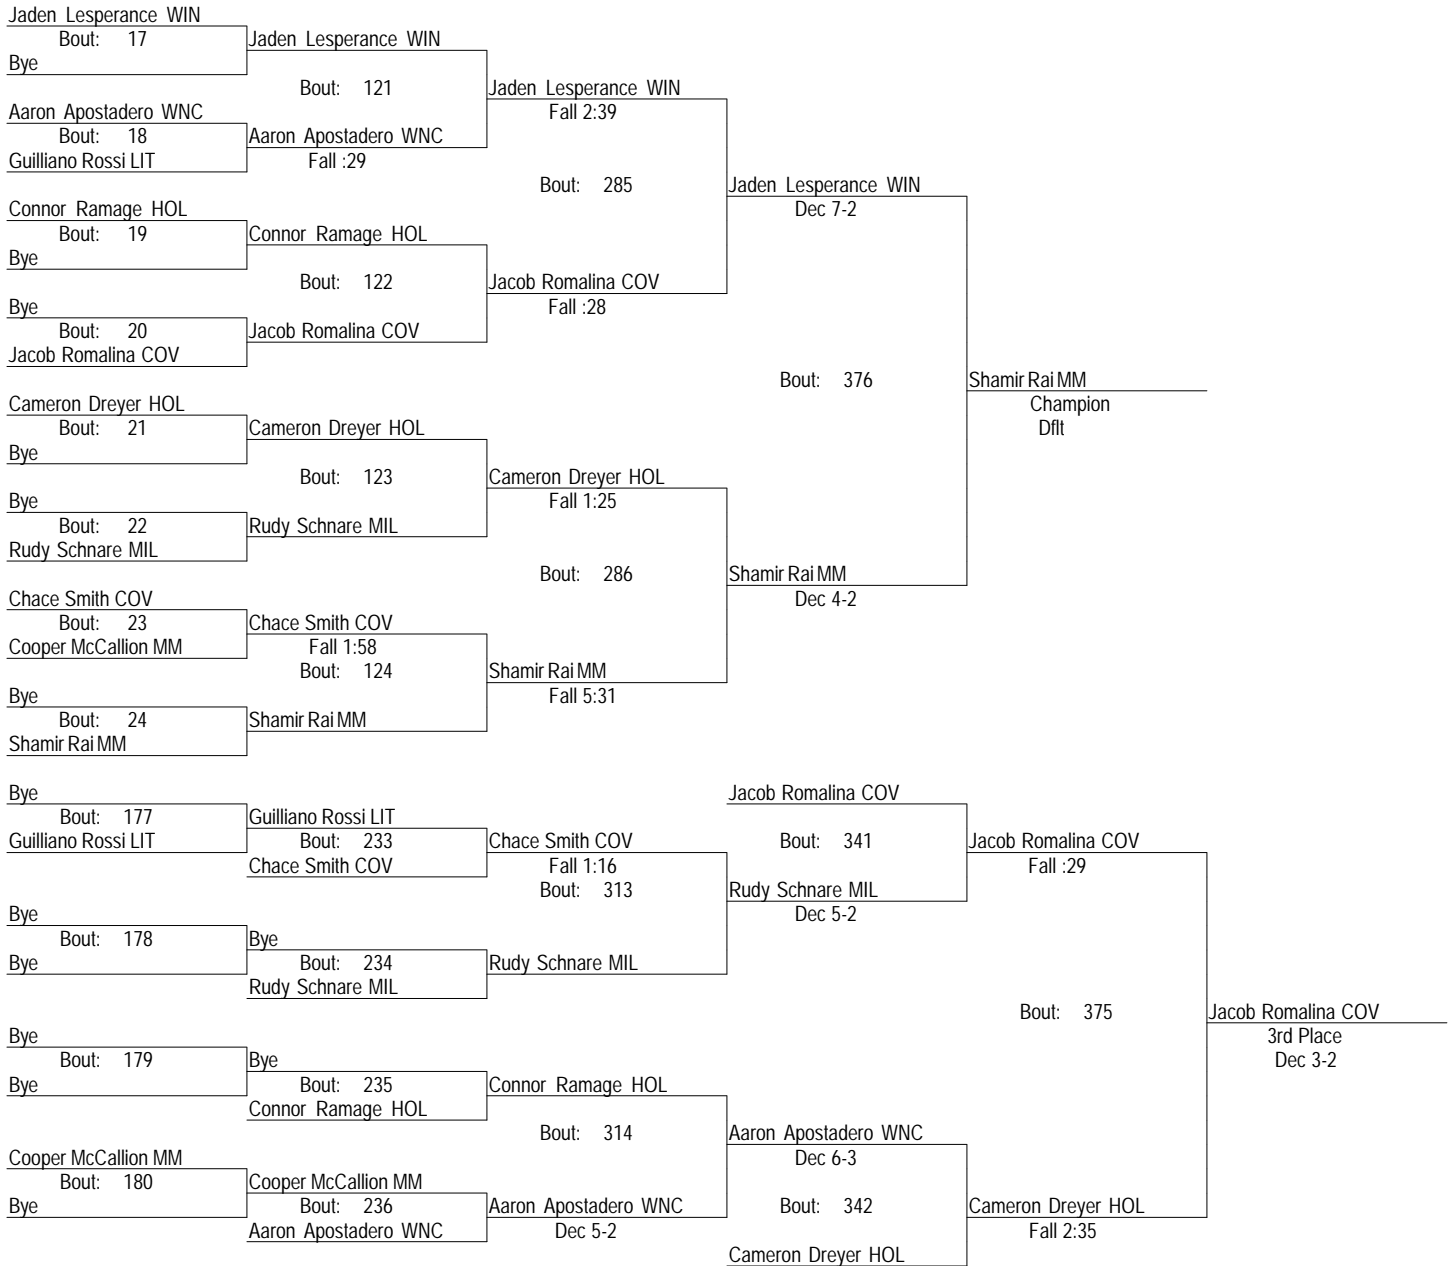 Jaden Lesperance WIN
Bout: 17
Jaden Lesperance WIN
Bye
Bout: 121
Jaden Lesperance WIN
Fall 2:39
Aaron Apostadero WNC
Bout: 18
Aaron Apostadero WNC
Guilliano Rossi LIT
Fall :29
Bout: 285
Jaden Lesperance WIN
Dec 7-2
Connor Ramage HOL
Bout: 19
Connor Ramage HOL
Bye
Bout: 122
Jacob Romalina COV
Fall :28
Bye
Bout: 20
Jacob Romalina COV
Jacob Romalina COV
Bout: 376
Shamir Rai MM
Champion
Dflt
Cameron Dreyer HOL
Bout: 21
Cameron Dreyer HOL
Bye
Bout: 123
Cameron Dreyer HOL
Fall 1:25
Bye
Bout: 22
Rudy Schnare MIL
Rudy Schnare MIL
Bout: 286
Shamir Rai MM
Dec 4-2
Chace Smith COV
Bout: 23
Chace Smith COV
Cooper McCallion MM
Fall 1:58
Bout: 124
Shamir Rai MM
Fall 5:31
Bye
Bout: 24
Shamir Rai MM
Shamir Rai MM
Bye
Bout: 177
Guilliano Rossi LIT
Guilliano Rossi LIT
Bout: 233
Chace Smith COV
Chace Smith COV
Fall 1:16
Bout: 313
Jacob Romalina COV
Bout: 341
Jacob Romalina COV
Fall :29
Rudy Schnare MIL
Dec 5-2
Bye
Bout: 178
Bye
Bye
Bout: 234
Rudy Schnare MIL
Rudy Schnare MIL
Bout: 375
Jacob Romalina COV
3rd Place
Dec 3-2
Bye
Bout: 179
Bye
Bye
Bout: 235
Connor Ramage HOL
Connor Ramage HOL
Bout: 314
Aaron Apostadero WNC
Dec 6-3
Cooper McCallion MM
Bout: 180
Cooper McCallion MM
Bye
Bout: 236
Aaron Apostadero WNC
Aaron Apostadero WNC
Dec 5-2
Bout: 342
Cameron Dreyer HOL
Fall 2:35
Cameron Dreyer HOL